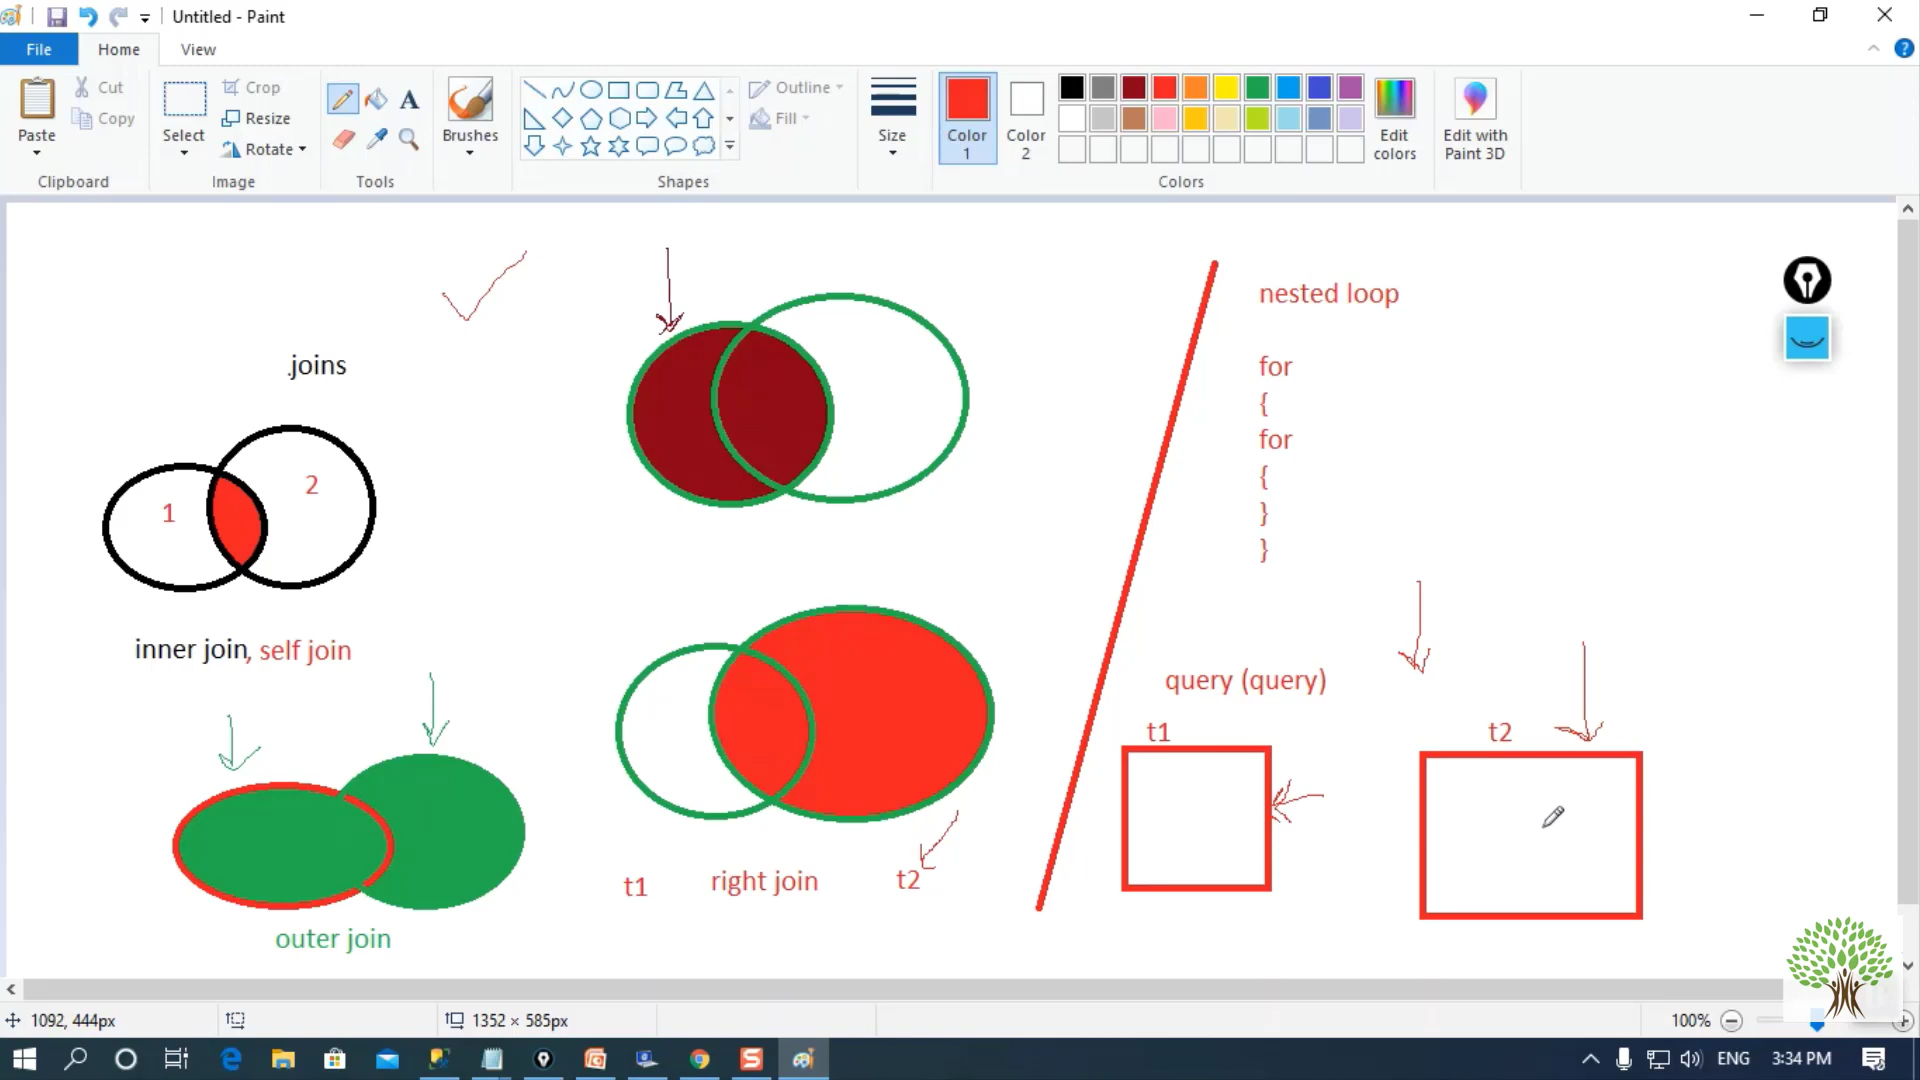 Untitled - Paint
File Home View
Paste
Cut
Copy
Clipboard
Select
Crop
Resize
Rotate
Image
A
Tools
Brushes
Outline
Fill
Shapes
Size
Color 1
Color 2
Edit colors
Edit with Paint 3D
Colors
joins
1
2
inner join, self join
outer join
t1 right join t2
nested loop
for
{
for
{
}
}
query (query)
t1 t2
1092, 444px
1352 × 585px
100%
ENG
3:34 PM